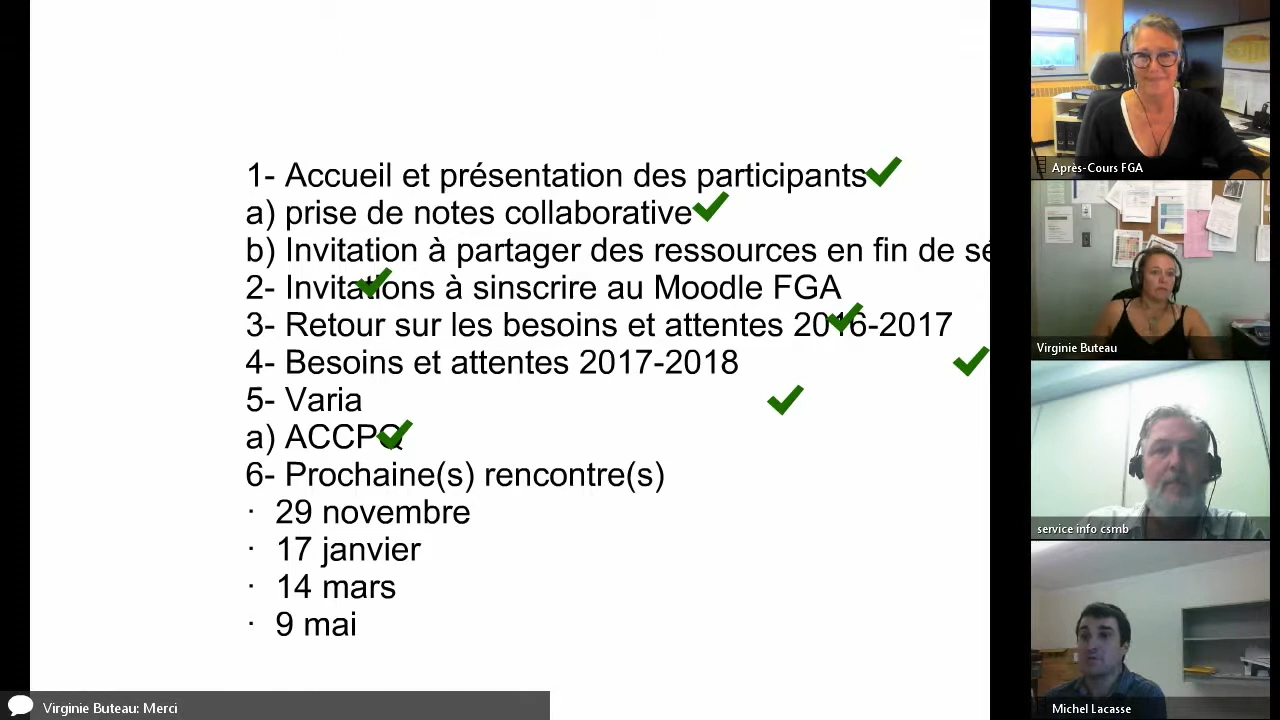 1- Accueil et présentation des participants
a) prise de notes collaborative
b) Invitation à partager des ressources en fin de sé
2- Invitations à sinscrire au Moodle FGA
3- Retour sur les besoins et attentes 2016-2017
4- Besoins et attentes 2017-2018
5- Varia
a) ACCPQ
6- Prochaine(s) rencontre(s)
· 29 novembre
· 17 janvier
· 14 mars
· 9 mai
Virginie Buteau: Merci
Après-Cours FGA
Virginie Buteau
service info csmb
Michel Lacasse